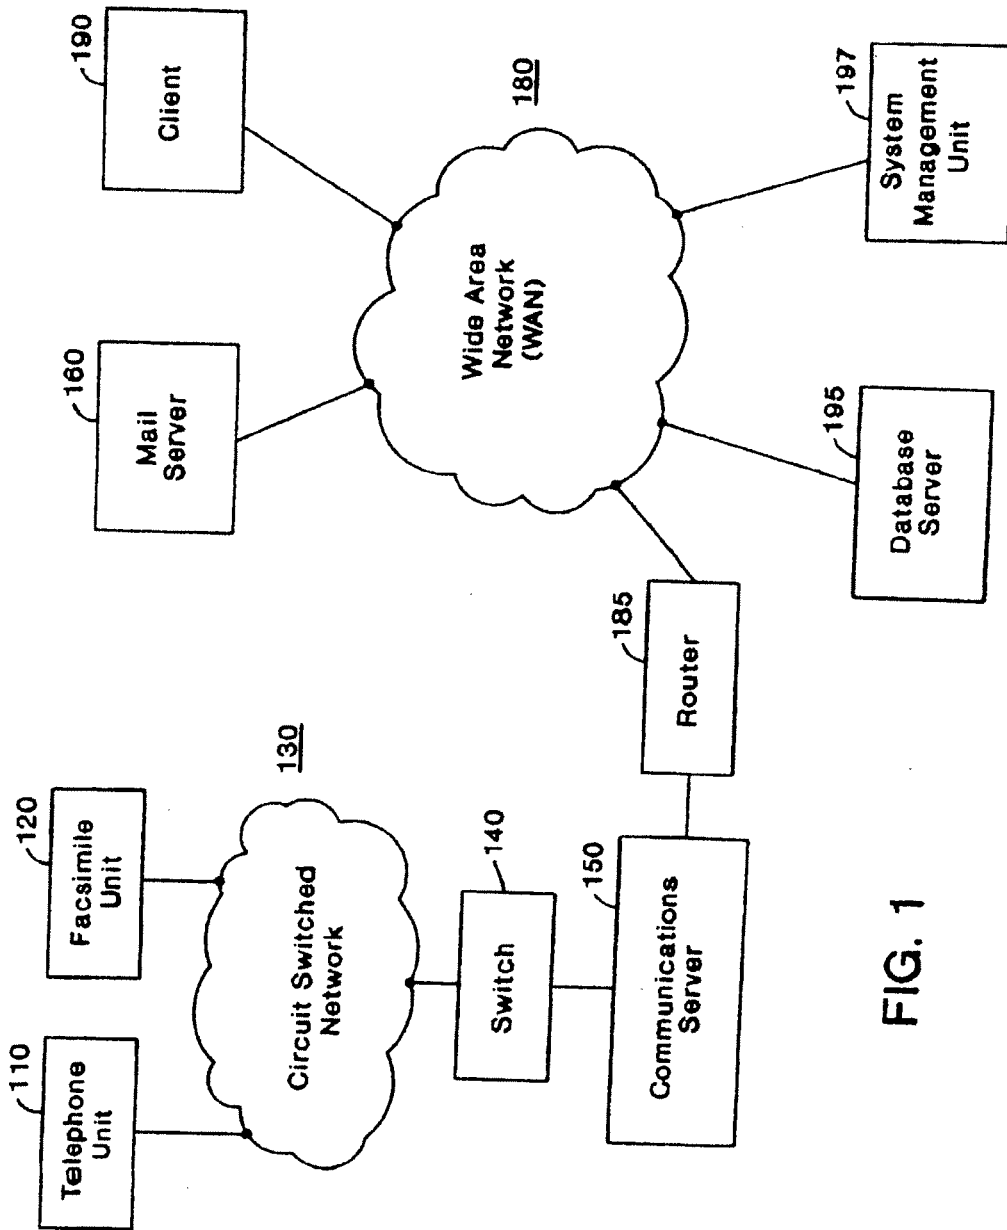 110
Telephone
Unit
120
Facsimile
Unit
130
Circuit Switched
Network
140
Switch
150
Communications
Server
185
Router
160
Mail
Server
190
Client
180
Wide Area
Network
(WAN)
195
Database
Server
197
System
Management
Unit
FIG. 1